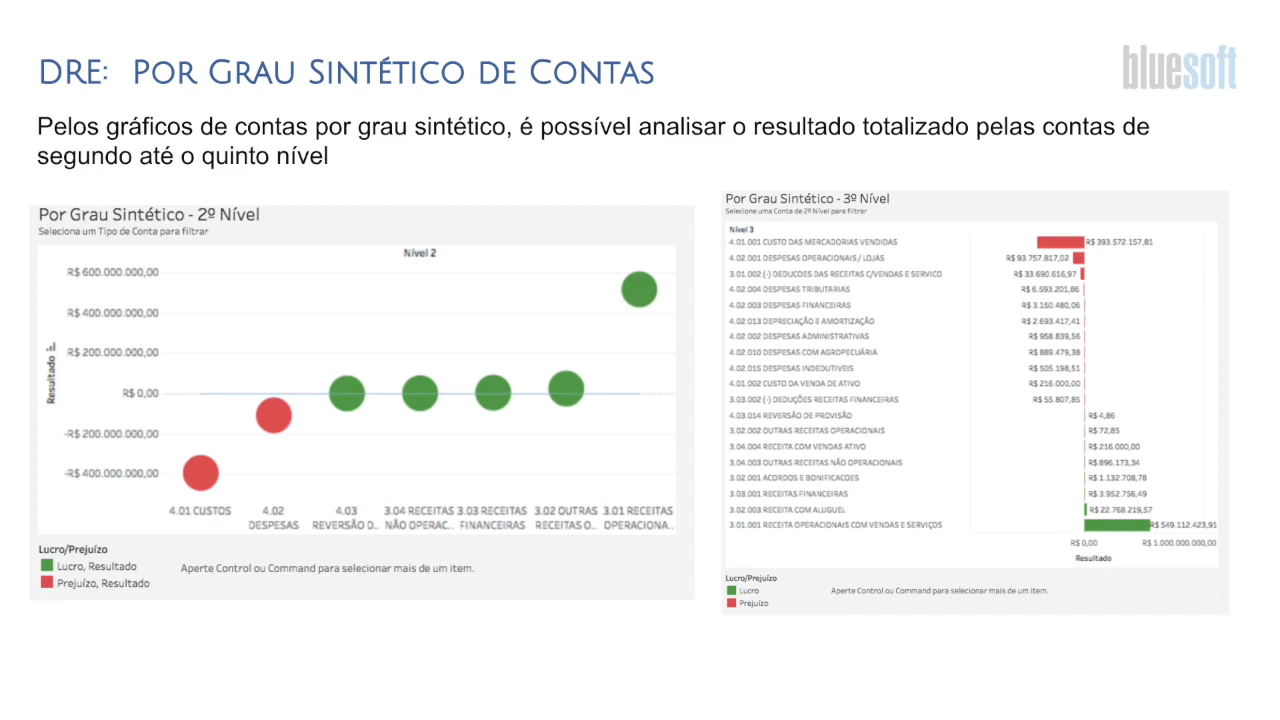 DRE: Por Grau Sintético de Contas
bluesoft
Pelos gráficos de contas por grau sintético, é possível analisar o resultado totalizado pelas contas de
segundo até o quinto nível
Por Grau Sintético - 2º Nível
Seleciona um Tipo de Conta para filtrar
Nível 2
R$ 600.000.000,00
R$ 400.000.000,00
R$ 200.000.000,00
R$ 0,00
-R$ 200.000.000,00
-R$ 400.000.000,00
Resultado
4.01 CUSTOS
4.02 DESPESAS
4.03 REVERSÃO D..
3.04 RECEITAS NÃO OPERAC..
3.03 RECEITAS FINANCEIRAS
3.02 OUTRAS RECEITAS O..
3.01 RECEITAS OPERACIONA..
Lucro/Prejuízo
Lucro, Resultado
Prejuízo, Resultado
Aperte Control ou Command para selecionar mais de um item.
Por Grau Sintético - 3º Nível
Selecione uma Conta de 2º Nível para filtrar
Nível 3
4.01.001 CUSTO DAS MERCADORIAS VENDIDAS R$ 393.572.157,81
4.02.001 DESPESAS OPERACIONAIS / LOJAS R$ 93.757.817,02
3.01.002 (-) DEDUCOES DAS RECEITAS C/VENDAS E SERVICO R$ 33.690.616,97
4.02.004 DESPESAS TRIBUTARIAS R$ 6.593.201,86
4.02.003 DESPESAS FINANCEIRAS R$ 3.150.480,06
4.02.013 DEPRECIAÇÃO E AMORTIZAÇÃO R$ 2.693.417,41
4.02.002 DESPESAS ADMINISTRATIVAS R$ 958.839,56
4.02.010 DESPESAS COM AGROPECUÁRIA R$ 889.479,38
4.02.015 DESPESAS INDEDUTIVEIS R$ 505.198,51
4.01.002 CUSTO DA VENDA DE ATIVO R$ 216.000,00
3.03.002 (-) DEDUÇÕES RECEITAS FINANCEIRAS R$ 55.807,85
4.03.014 REVERSÃO DE PROVISÃO R$ 4,86
3.02.002 OUTRAS RECEITAS OPERACIONAIS R$ 72,85
3.04.004 RECEITA COM VENDAS ATIVO R$ 216.000,00
3.04.003 OUTRAS RECEITAS NÃO OPERACIONAIS R$ 896.173,34
3.02.001 ACORDOS E BONIFICACOES R$ 1.132.708,78
3.03.001 RECEITAS FINANCEIRAS R$ 3.952.756,49
3.02.003 RECEITA COM ALUGUEL R$ 22.768.219,57
3.01.001 RECEITA OPERACIONAIS COM VENDAS E SERVIÇOS R$ 549.112.423,91
R$ 0,00 R$ 1.000.000.000,00
Resultado
Lucro/Prejuízo
Lucro
Prejuízo
Aperte Control ou Command para selecionar mais de um item.